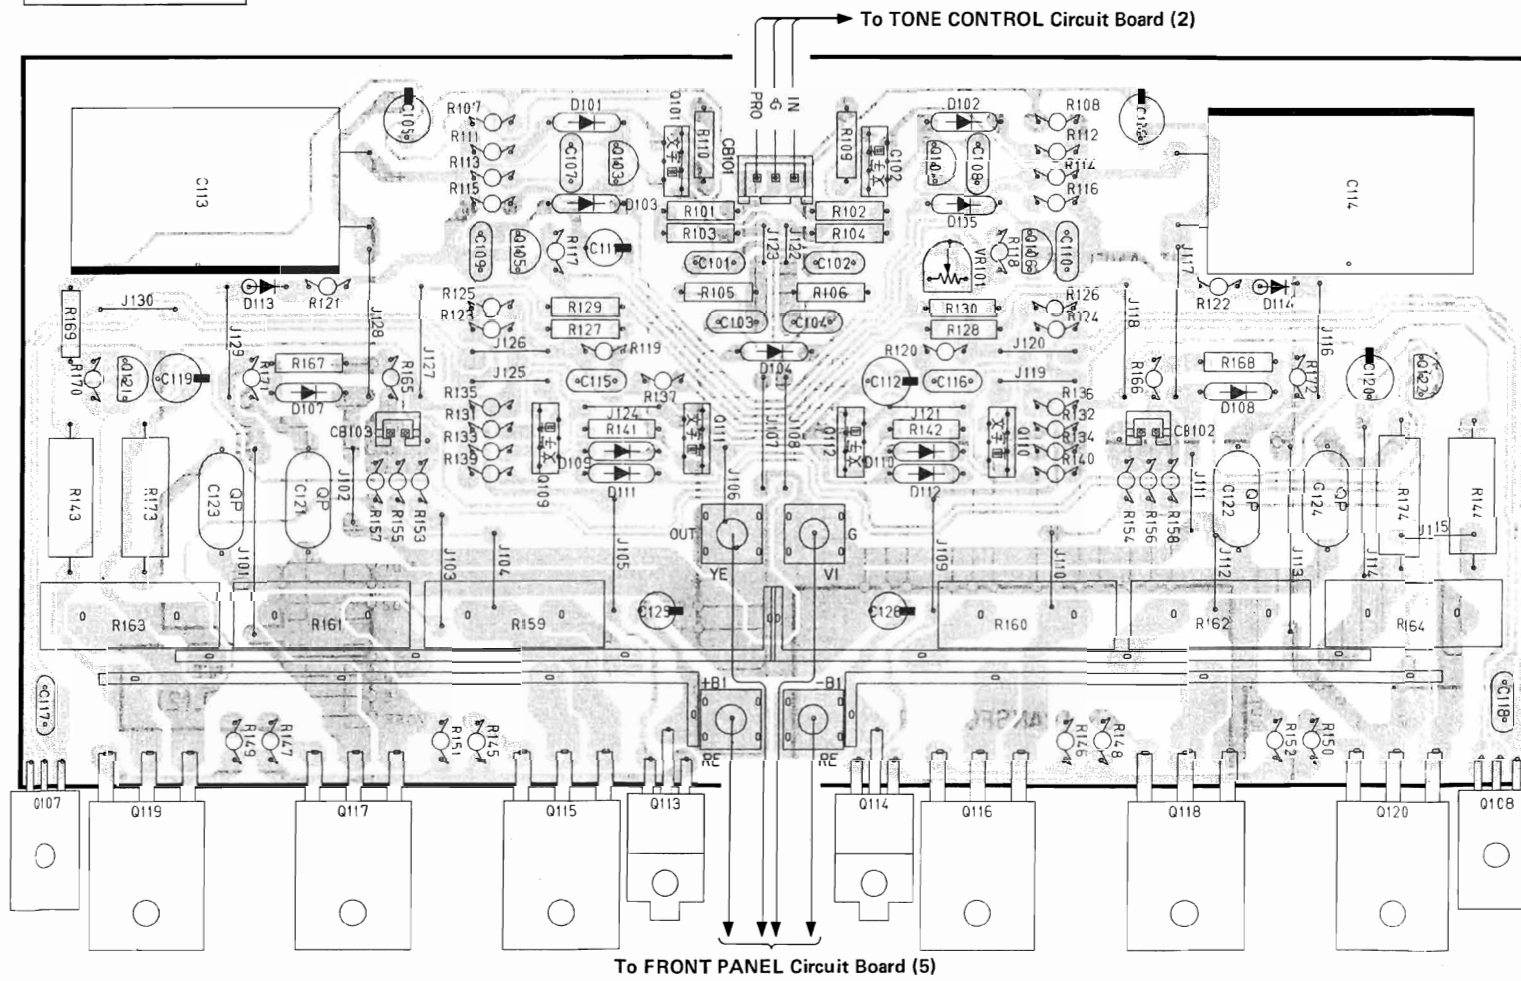 To TONE CONTROL Circuit Board (2)
PRO
G
IN
C113
C105
R107
R111
R113
R115
D101
C107
Q103
D103
Q101
R110
CB101
R109
C102
D102
C108
D105
R108
R112
R114
R116
C114
R101
R102
R103
R104
C109
Q105
R117
C111
J123
J122
C101
C102
VR101
R118
Q106
C110
J117
R105
R106
C103
C104
D113
R121
J130
R169
J129
J128
J127
R125
R123
R129
R127
R130
R128
R126
R124
J118
R122
D114
J116
J126
R119
D104
R120
J120
R170
Q121
C119
R171
R167
D107
R165
J125
C115
R137
C112
C116
J119
R166
R168
D108
R172
C120
Q122
R135
R131
R133
R139
CB103
J124
R141
D109
D111
Q109
Q111
J107
J108
Q112
J121
R142
D110
D112
Q110
R136
R132
R134
R140
CB102
R143
R173
C123
QP
C121
QP
J102
R157
R155
R153
J106
R154
R156
R158
J111
C122
QP
C124
QP
R174
R144
J115
OUT
G
YE
VI
J101
J103
J104
J105
J109
J110
J112
J113
J114
R163
R161
R159
C129
C128
R160
R162
R164
C117
+B1
-B1
C118
R149
R147
R151
R145
RE
RE
R146
R148
R152
R150
Q107
Q119
Q117
Q115
Q113
Q114
Q116
Q118
Q120
Q108
To FRONT PANEL Circuit Board (5)